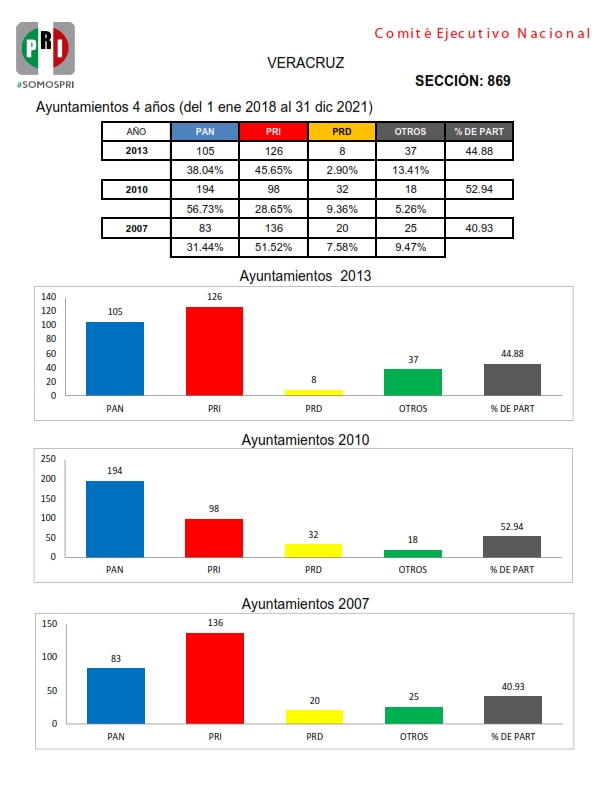 Comité Ejecutivo Nacional
PRI
#SOMOSPRI
VERACRUZ
SECCIÓN: 869
Ayuntamientos 4 años (del 1 ene 2018 al 31 dic 2021)
AÑO PAN PRI PRD OTROS % DE PART
2013 105 126 8 37 44.88
38.04% 45.65% 2.90% 13.41%
2010 194 98 32 18 52.94
56.73% 28.65% 9.36% 5.26%
2007 83 136 20 25 40.93
31.44% 51.52% 7.58% 9.47%
Ayuntamientos 2013
140
120
100
80
60
40
20
0
105 126 8 37 44.88
PAN PRI PRD OTROS % DE PART
Ayuntamientos 2010
250
200
150
100
50
0
194 98 32 18 52.94
PAN PRI PRD OTROS % DE PART
Ayuntamientos 2007
150
100
50
0
83 136 20 25 40.93
PAN PRI PRD OTROS % DE PART